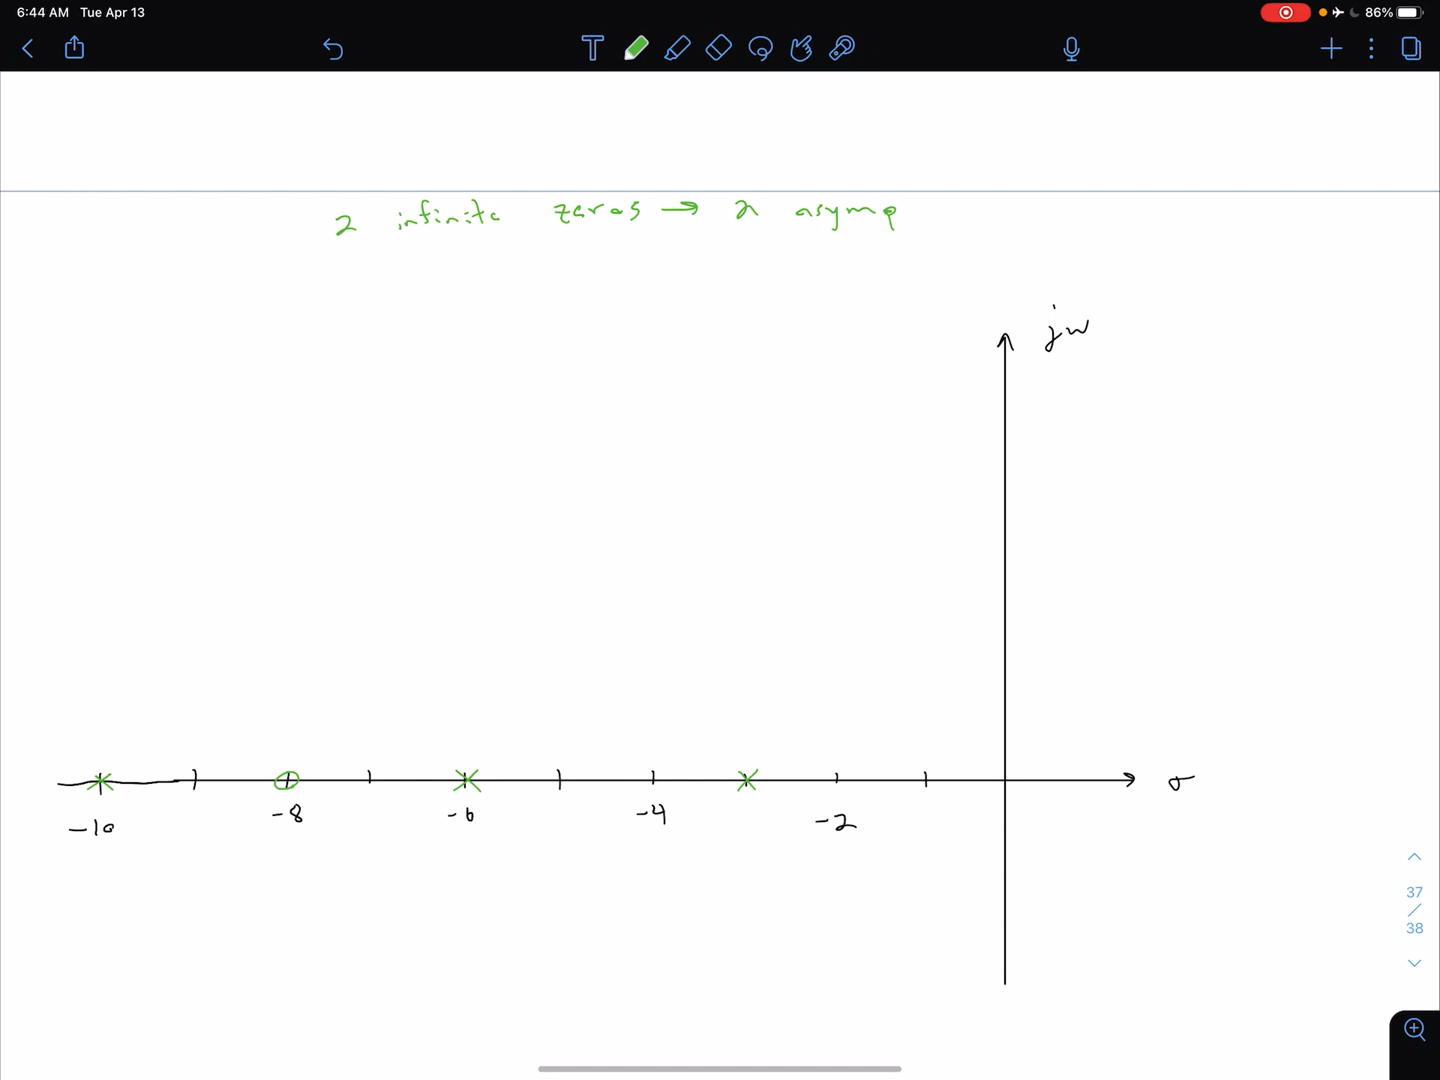 6:44 AM Tue Apr 13
86%
T
2 infinite zeros → 2 asymp
jw
σ
-10 -8 -6 -4 -2
37
/
38